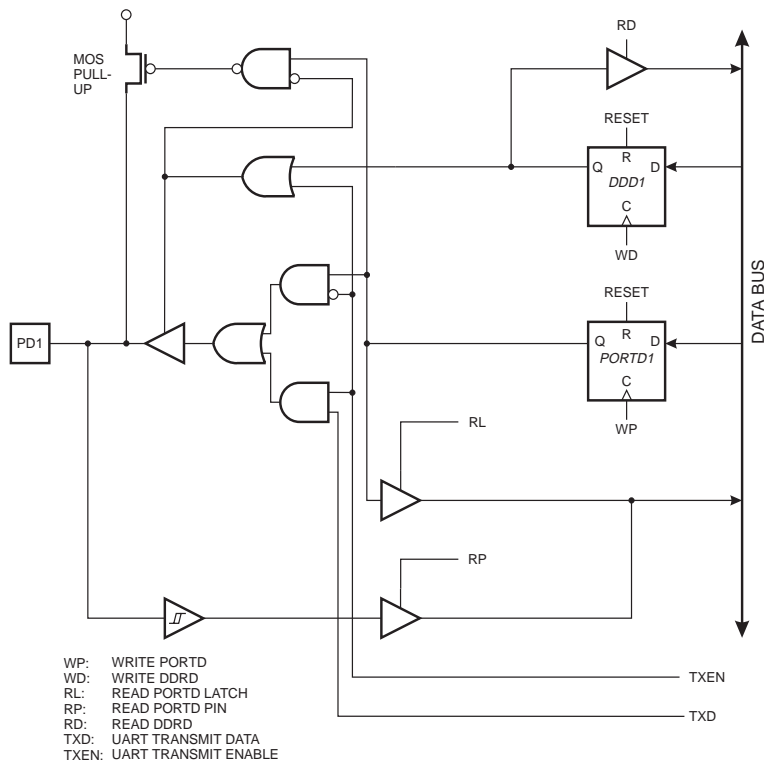 RD
MOS
PULL-
UP
RESET
R
Q
D
DDD1
C
WD
RESET
R
Q
D
PORTD1
C
WP
DATA BUS
PD1
RL
RP
WP: WRITE PORTD
WD: WRITE DDRD
RL: READ PORTD LATCH
RP: READ PORTD PIN
RD: READ DDRD
TXD: UART TRANSMIT DATA
TXEN: UART TRANSMIT ENABLE
TXEN
TXD